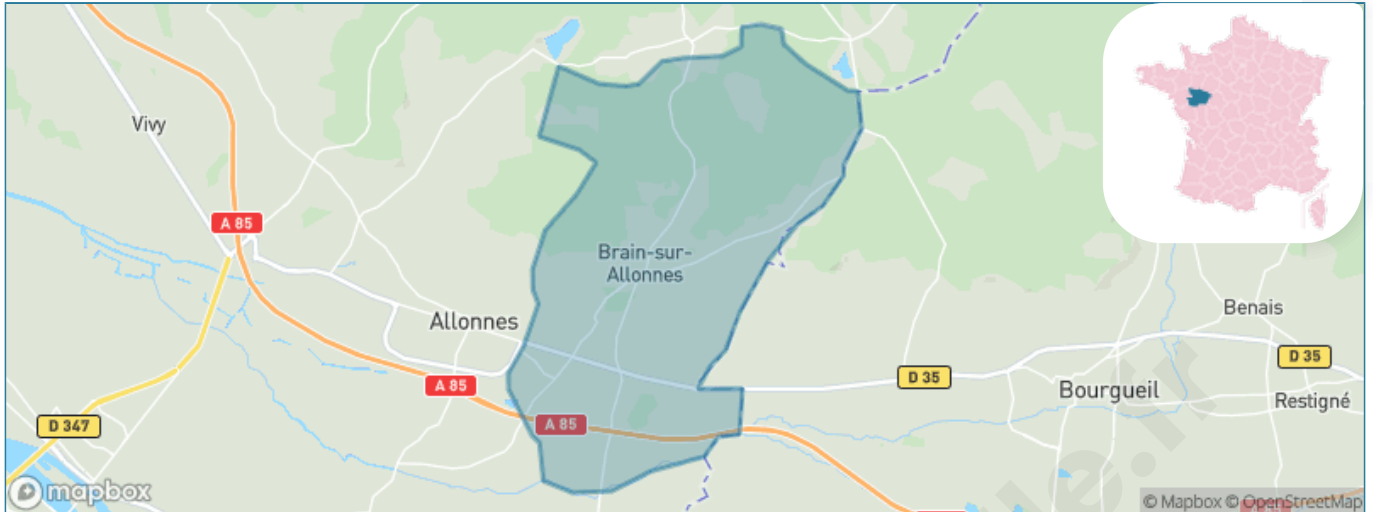 Vivy
A 85
Brain-sur-
Allonnes
Allonnes
Benais
D 35
A 85
D 35
Bourgueil
Restigné
D 347
A 85
mapbox
© Mapbox © OpenStreetMap